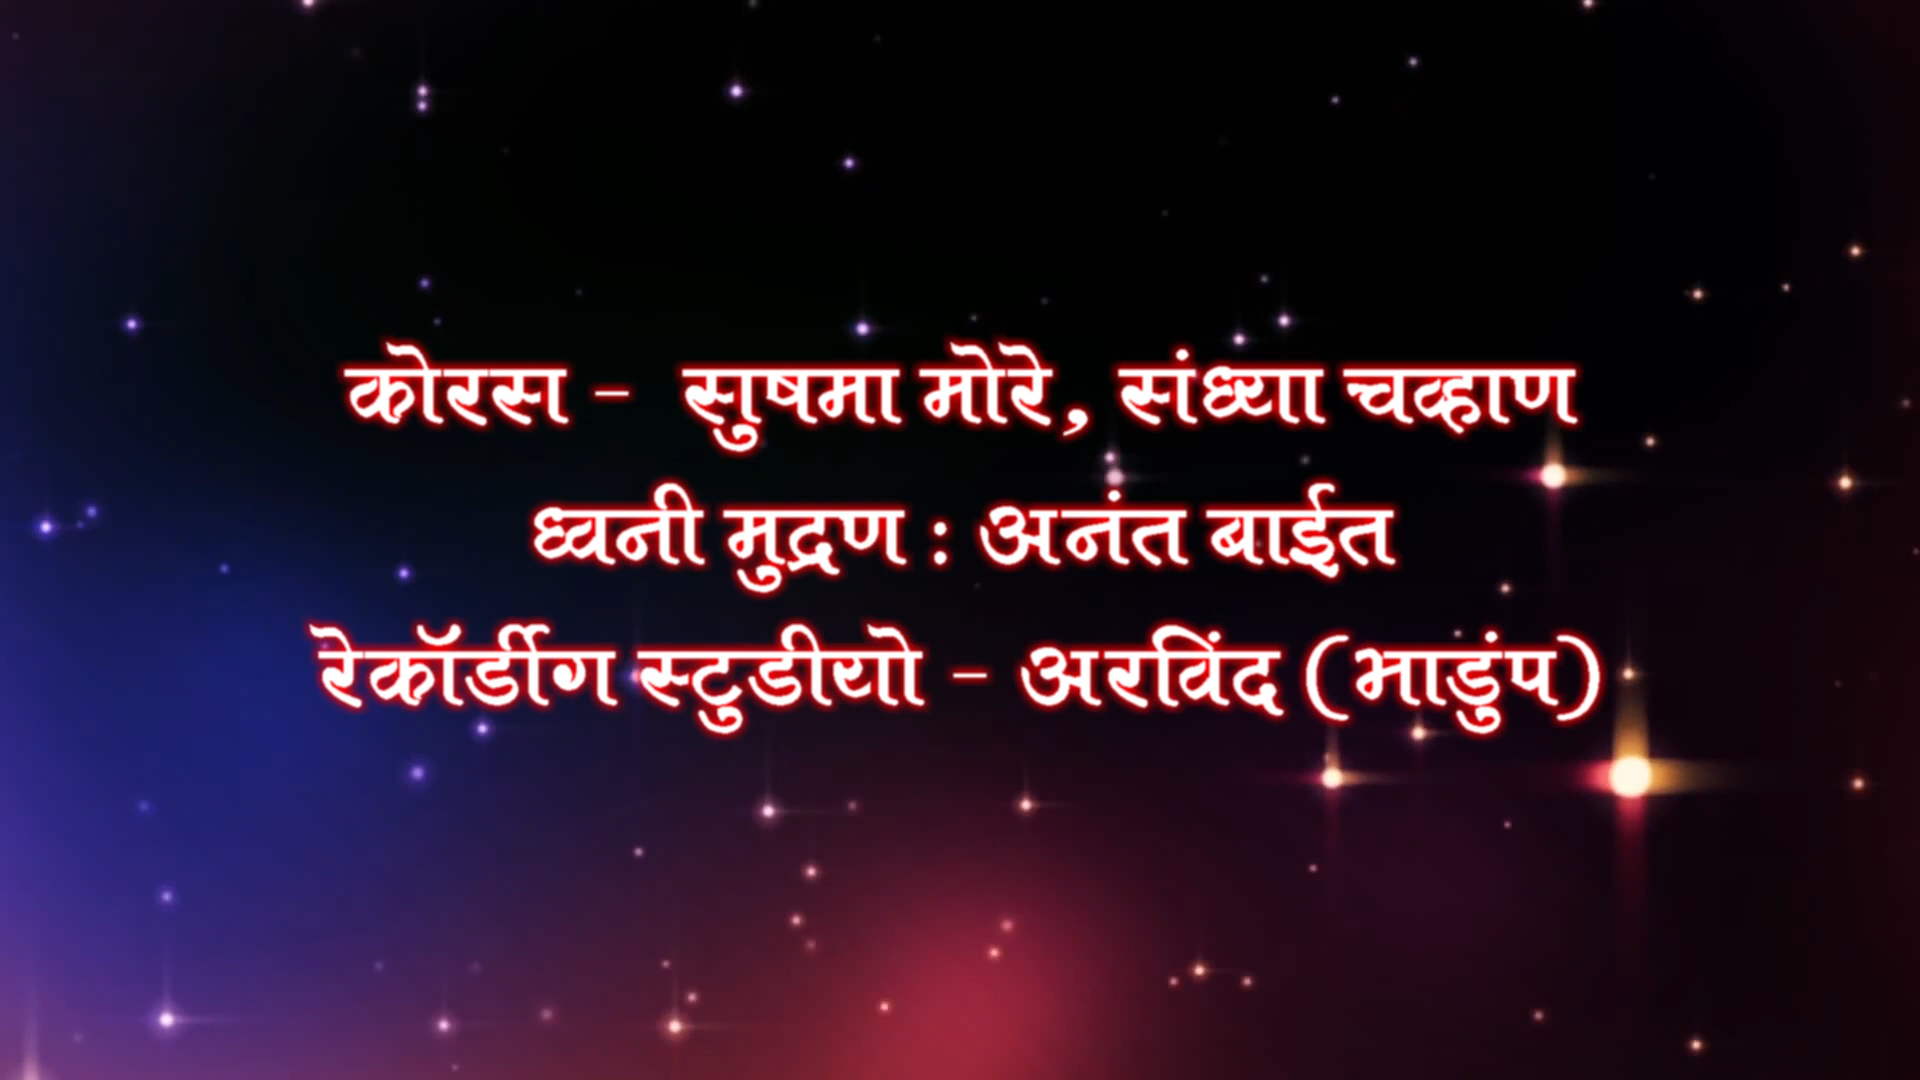 कोरस - सुषमा मोरे, संध्या चव्हाण
ध्वनी मुद्रण : अनंत बाईत
रेकॉर्डींग स्टुडीयो - अरविंद (भाडुंप)